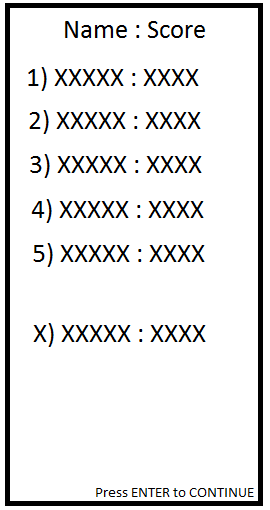 Name : Score
1) XXXXX : XXXX
2) XXXXX : XXXX
3) XXXXX : XXXX
4) XXXXX : XXXX
5) XXXXX : XXXX
X) XXXXX : XXXX
Press ENTER to CONTINUE